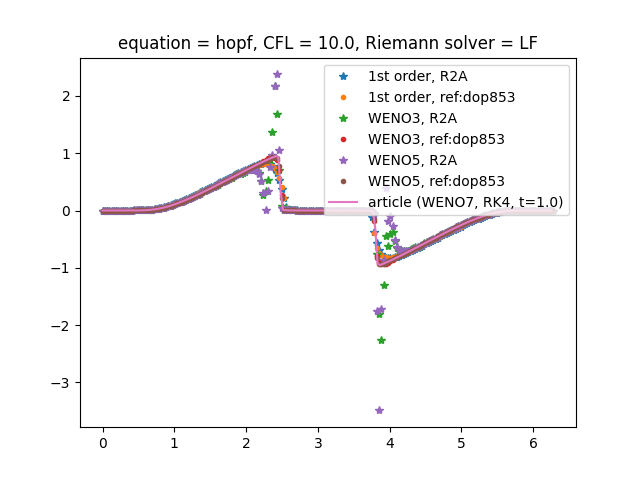 equation = hopf, CFL = 10.0, Riemann solver = LF
1st order, R2A
1st order, ref:dop853
WENO3, R2A
WENO3, ref:dop853
WENO5, R2A
WENO5, ref:dop853
article (WENO7, RK4, t=1.0)
2
1
0
−1
−2
−3
0 1 2 3 4 5 6